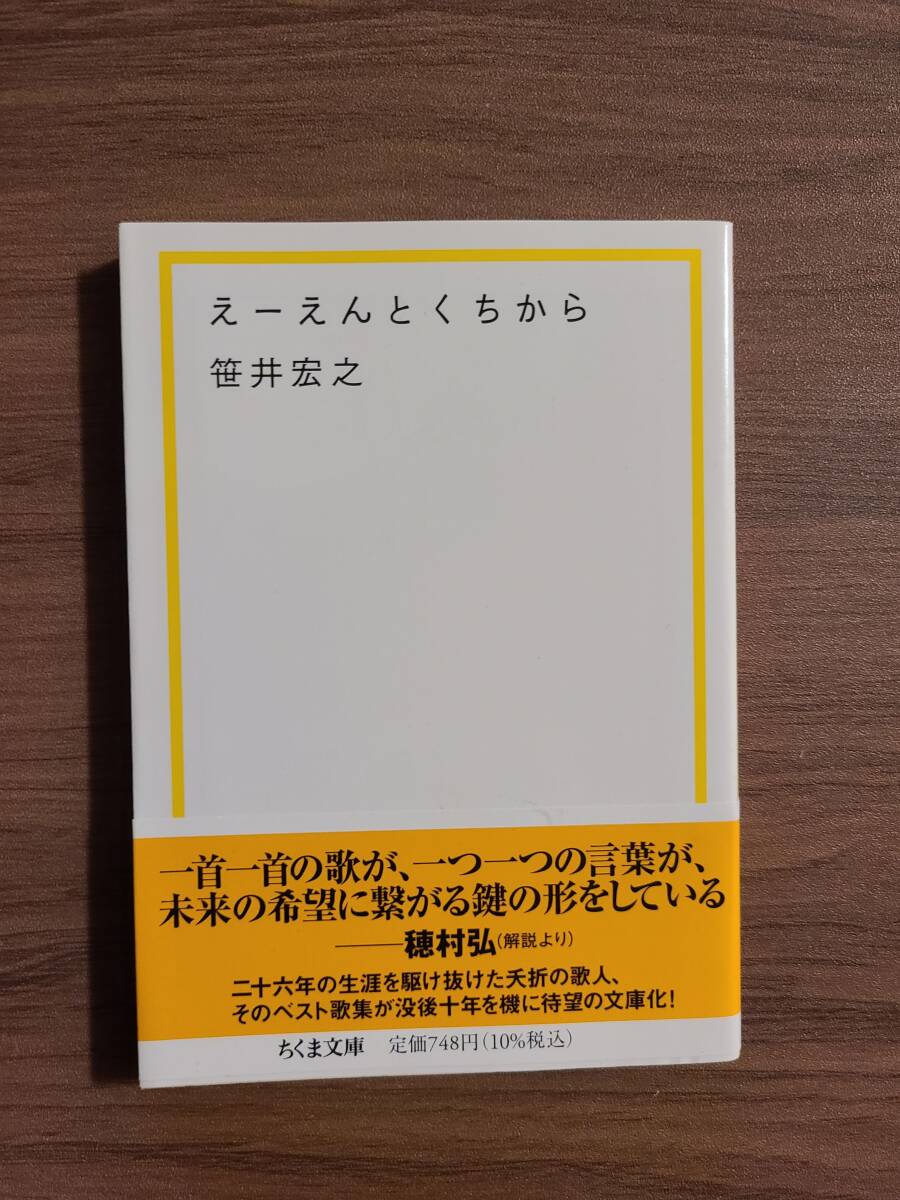 えーえんとくちから
笹井宏之
一首一首の歌が、一つ一つの言葉が、
未来の希望に繋がる鍵の形をしている
――穂村弘(解説より)
二十六年の生涯を駆け抜けた夭折の歌人、
そのベスト歌集が没後十年を機に待望の文庫化!
ちくま文庫 定価748円(10%税込)